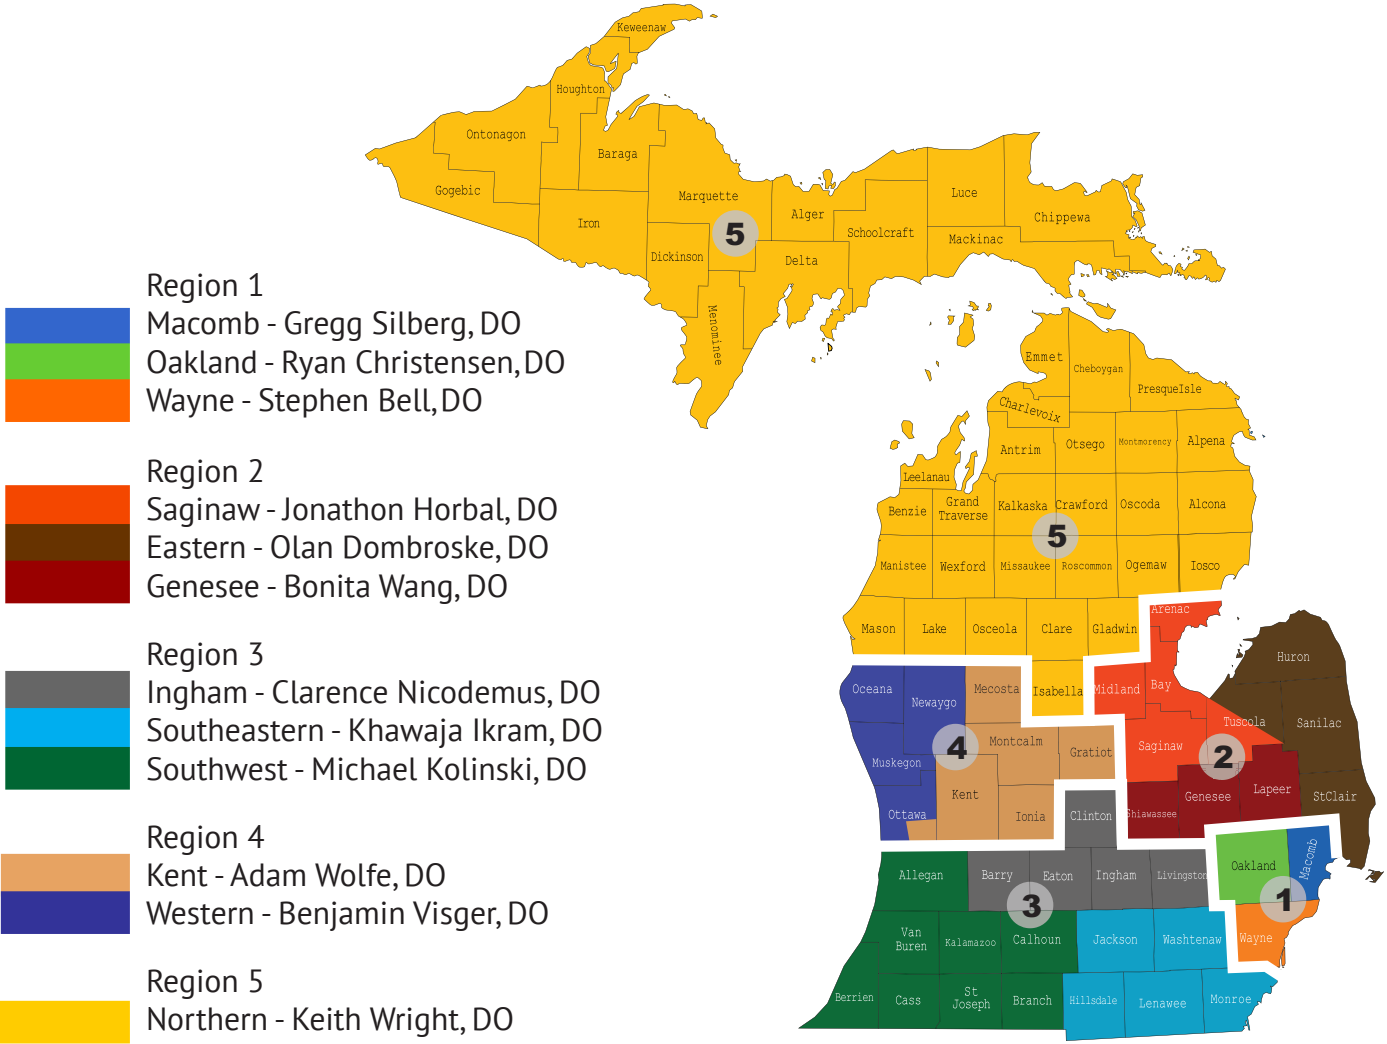 Region 1
Macomb - Gregg Silberg, DO
Oakland - Ryan Christensen, DO
Wayne - Stephen Bell, DO
Region 2
Saginaw - Jonathon Horbal, DO
Eastern - Olan Dombroske, DO
Genesee - Bonita Wang, DO
Region 3
Ingham - Clarence Nicodemus, DO
Southeastern - Khawaja Ikram, DO
Southwest - Michael Kolinski, DO
Region 4
Kent - Adam Wolfe, DO
Western - Benjamin Visger, DO
Region 5
Northern - Keith Wright, DO
Keweenaw
Houghton
Ontonagon
Baraga
Gogebic
Marquette
Iron
5
Alger
Luce
Schoolcraft
Chippewa
Mackinac
Dickinson
Delta
Menominee
Emmet
Cheboygan
PresqueIsle
Charlevoix
Antrim
Otsego
Montmorency
Alpena
Leelanau
Benzie
Grand
Traverse
Kalkaska
Crawford
Oscoda
Alcona
5
Manistee
Wexford
Missaukee
Roscommon
Ogemaw
Iosco
Arenac
Mason
Lake
Osceola
Clare
Gladwin
Huron
Oceana
Newaygo
Mecosta
Isabella
Midland
Bay
Tuscola
Sanilac
4
Montcalm
Gratiot
Saginaw
2
Muskegon
Kent
Genesee
Lapeer
StClair
Ottawa
Ionia
Clinton
Shiawassee
Oakland
Macomb
Allegan
Barry
Eaton
Ingham
Livingston
3
1
Van
Buren
Kalamazoo
Calhoun
Jackson
Washtenaw
Wayne
Berrien
Cass
St
Joseph
Branch
Hillsdale
Lenawee
Monroe